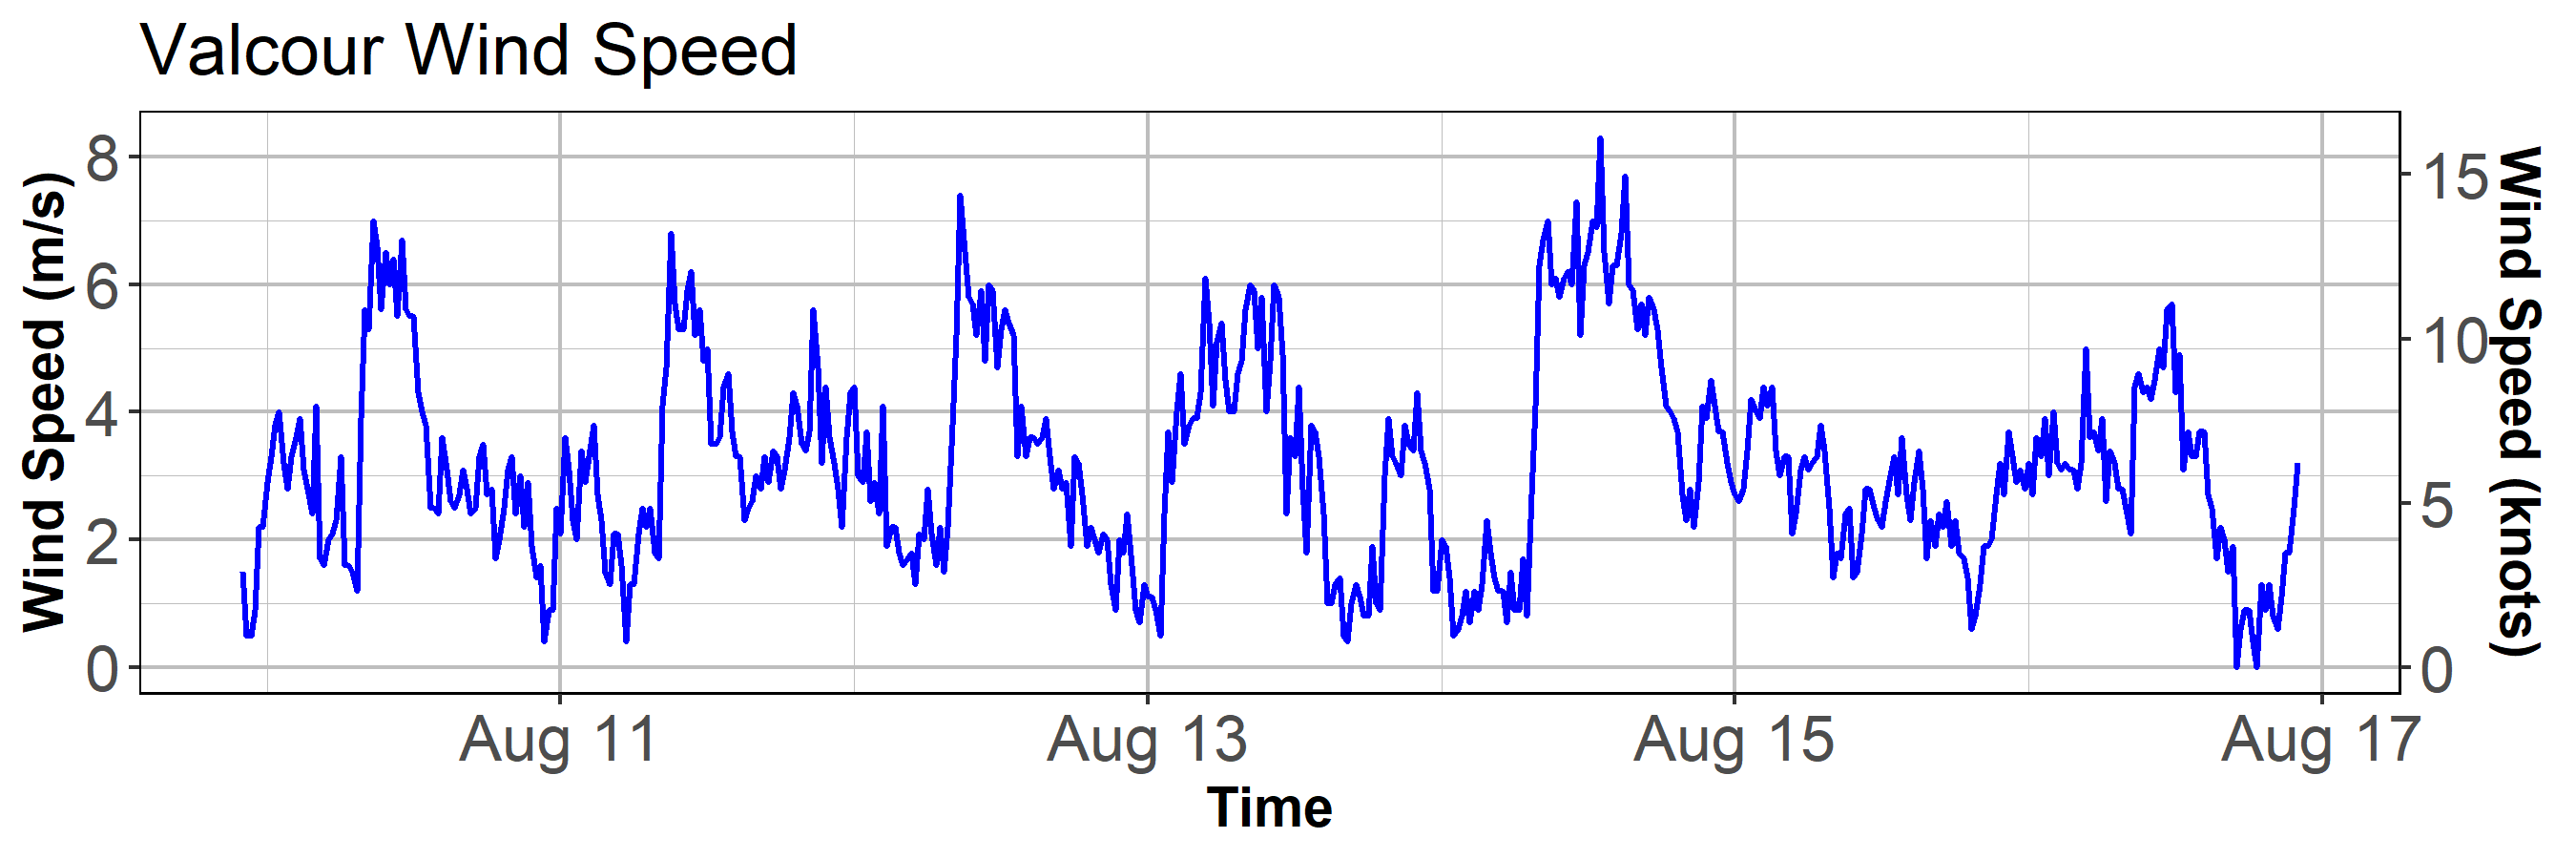 Valcour Wind Speed
Wind Speed (m/s)
8
6
4
2
0
15
10
5
0
Wind Speed (knots)
Aug 11
Aug 13
Aug 15
Aug 17
Time